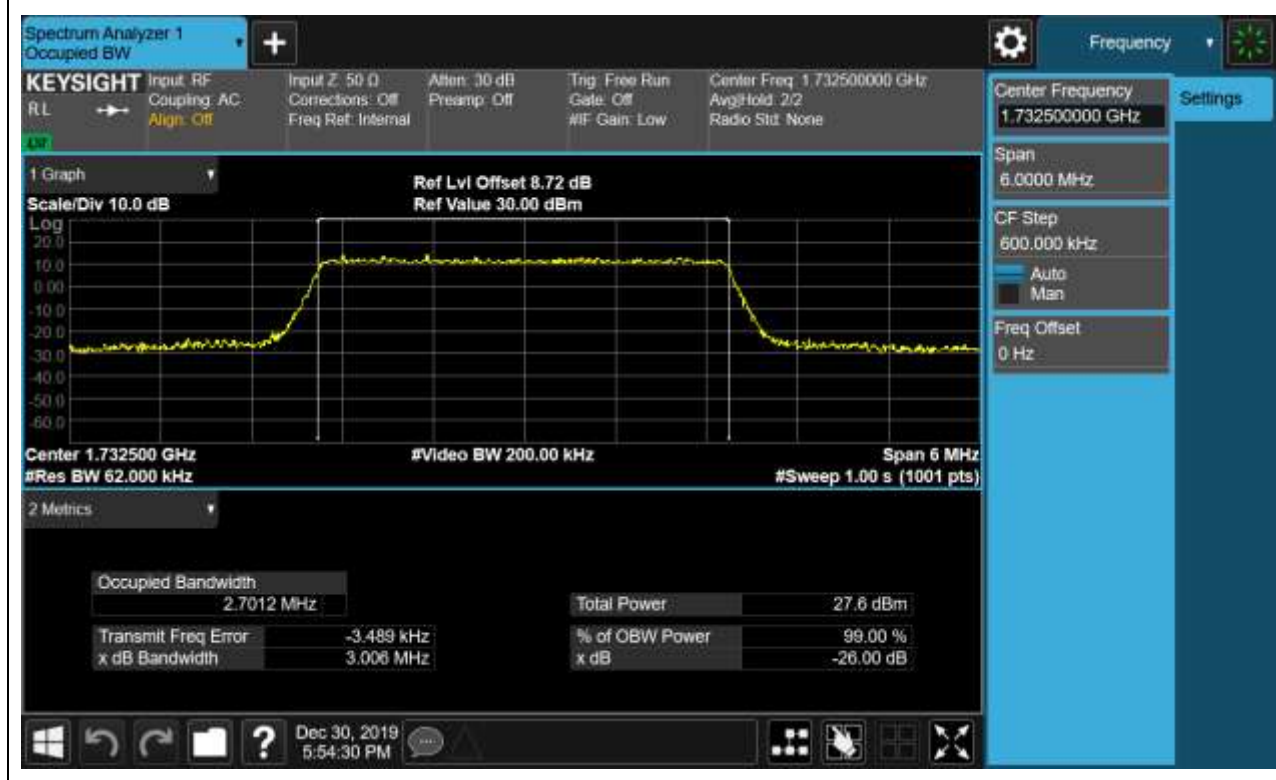 Spectrum Analyzer 1
Occupied BW
Frequency
KEYSIGHT
RL
Input: RF
Coupling: AC
Align: Off
Input Z: 50 Ω
Corrections: Off
Freq Ref: Internal
Atten: 30 dB
Preamp: Off
Trig: Free Run
Gate: Off
#IF Gain: Low
Center Freq: 1.732500000 GHz
Avg|Hold: 2/2
Radio Std: None
Center Frequency
1.732500000 GHz
Settings
Span
6.0000 MHz
CF Step
600.000 kHz
Auto
Man
Freq Offset
0 Hz
1 Graph
Scale/Div 10.0 dB
Ref Lvl Offset 8.72 dB
Ref Value 30.00 dBm
Log
20.0
10.0
0.00
-10.0
-20.0
-30.0
-40.0
-50.0
-60.0
Center 1.732500 GHz
#Video BW 200.00 kHz
Span 6 MHz
#Res BW 62.000 kHz
#Sweep 1.00 s (1001 pts)
2 Metrics
Occupied Bandwidth
2.7012 MHz
Total Power 27.6 dBm
Transmit Freq Error -3.489 kHz
% of OBW Power 99.00 %
x dB Bandwidth 3.006 MHz
x dB -26.00 dB
?
Dec 30, 2019
5:54:30 PM